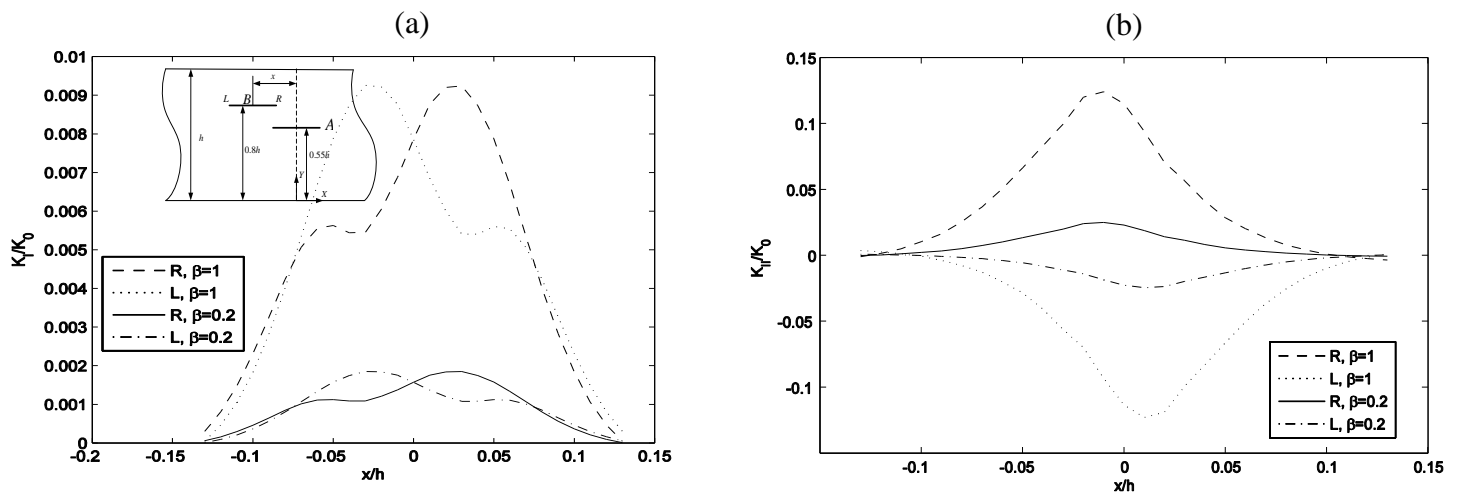 (a)
0.01
0.009
0.008
0.007
0.006
0.005
0.004
0.003
0.002
0.001
0
K_I/K_0
-0.2 -0.15 -0.1 -0.05 0 0.05 0.1 0.15
x/h
x
L B R
A
h
0.8h
0.55h
Y
X
R, β=1
L, β=1
R, β=0.2
L, β=0.2
(b)
0.15
0.1
0.05
0
-0.05
-0.1
K_II/K_0
-0.1 -0.05 0 0.05 0.1 0.15
x/h
R, β=1
L, β=1
R, β=0.2
L, β=0.2